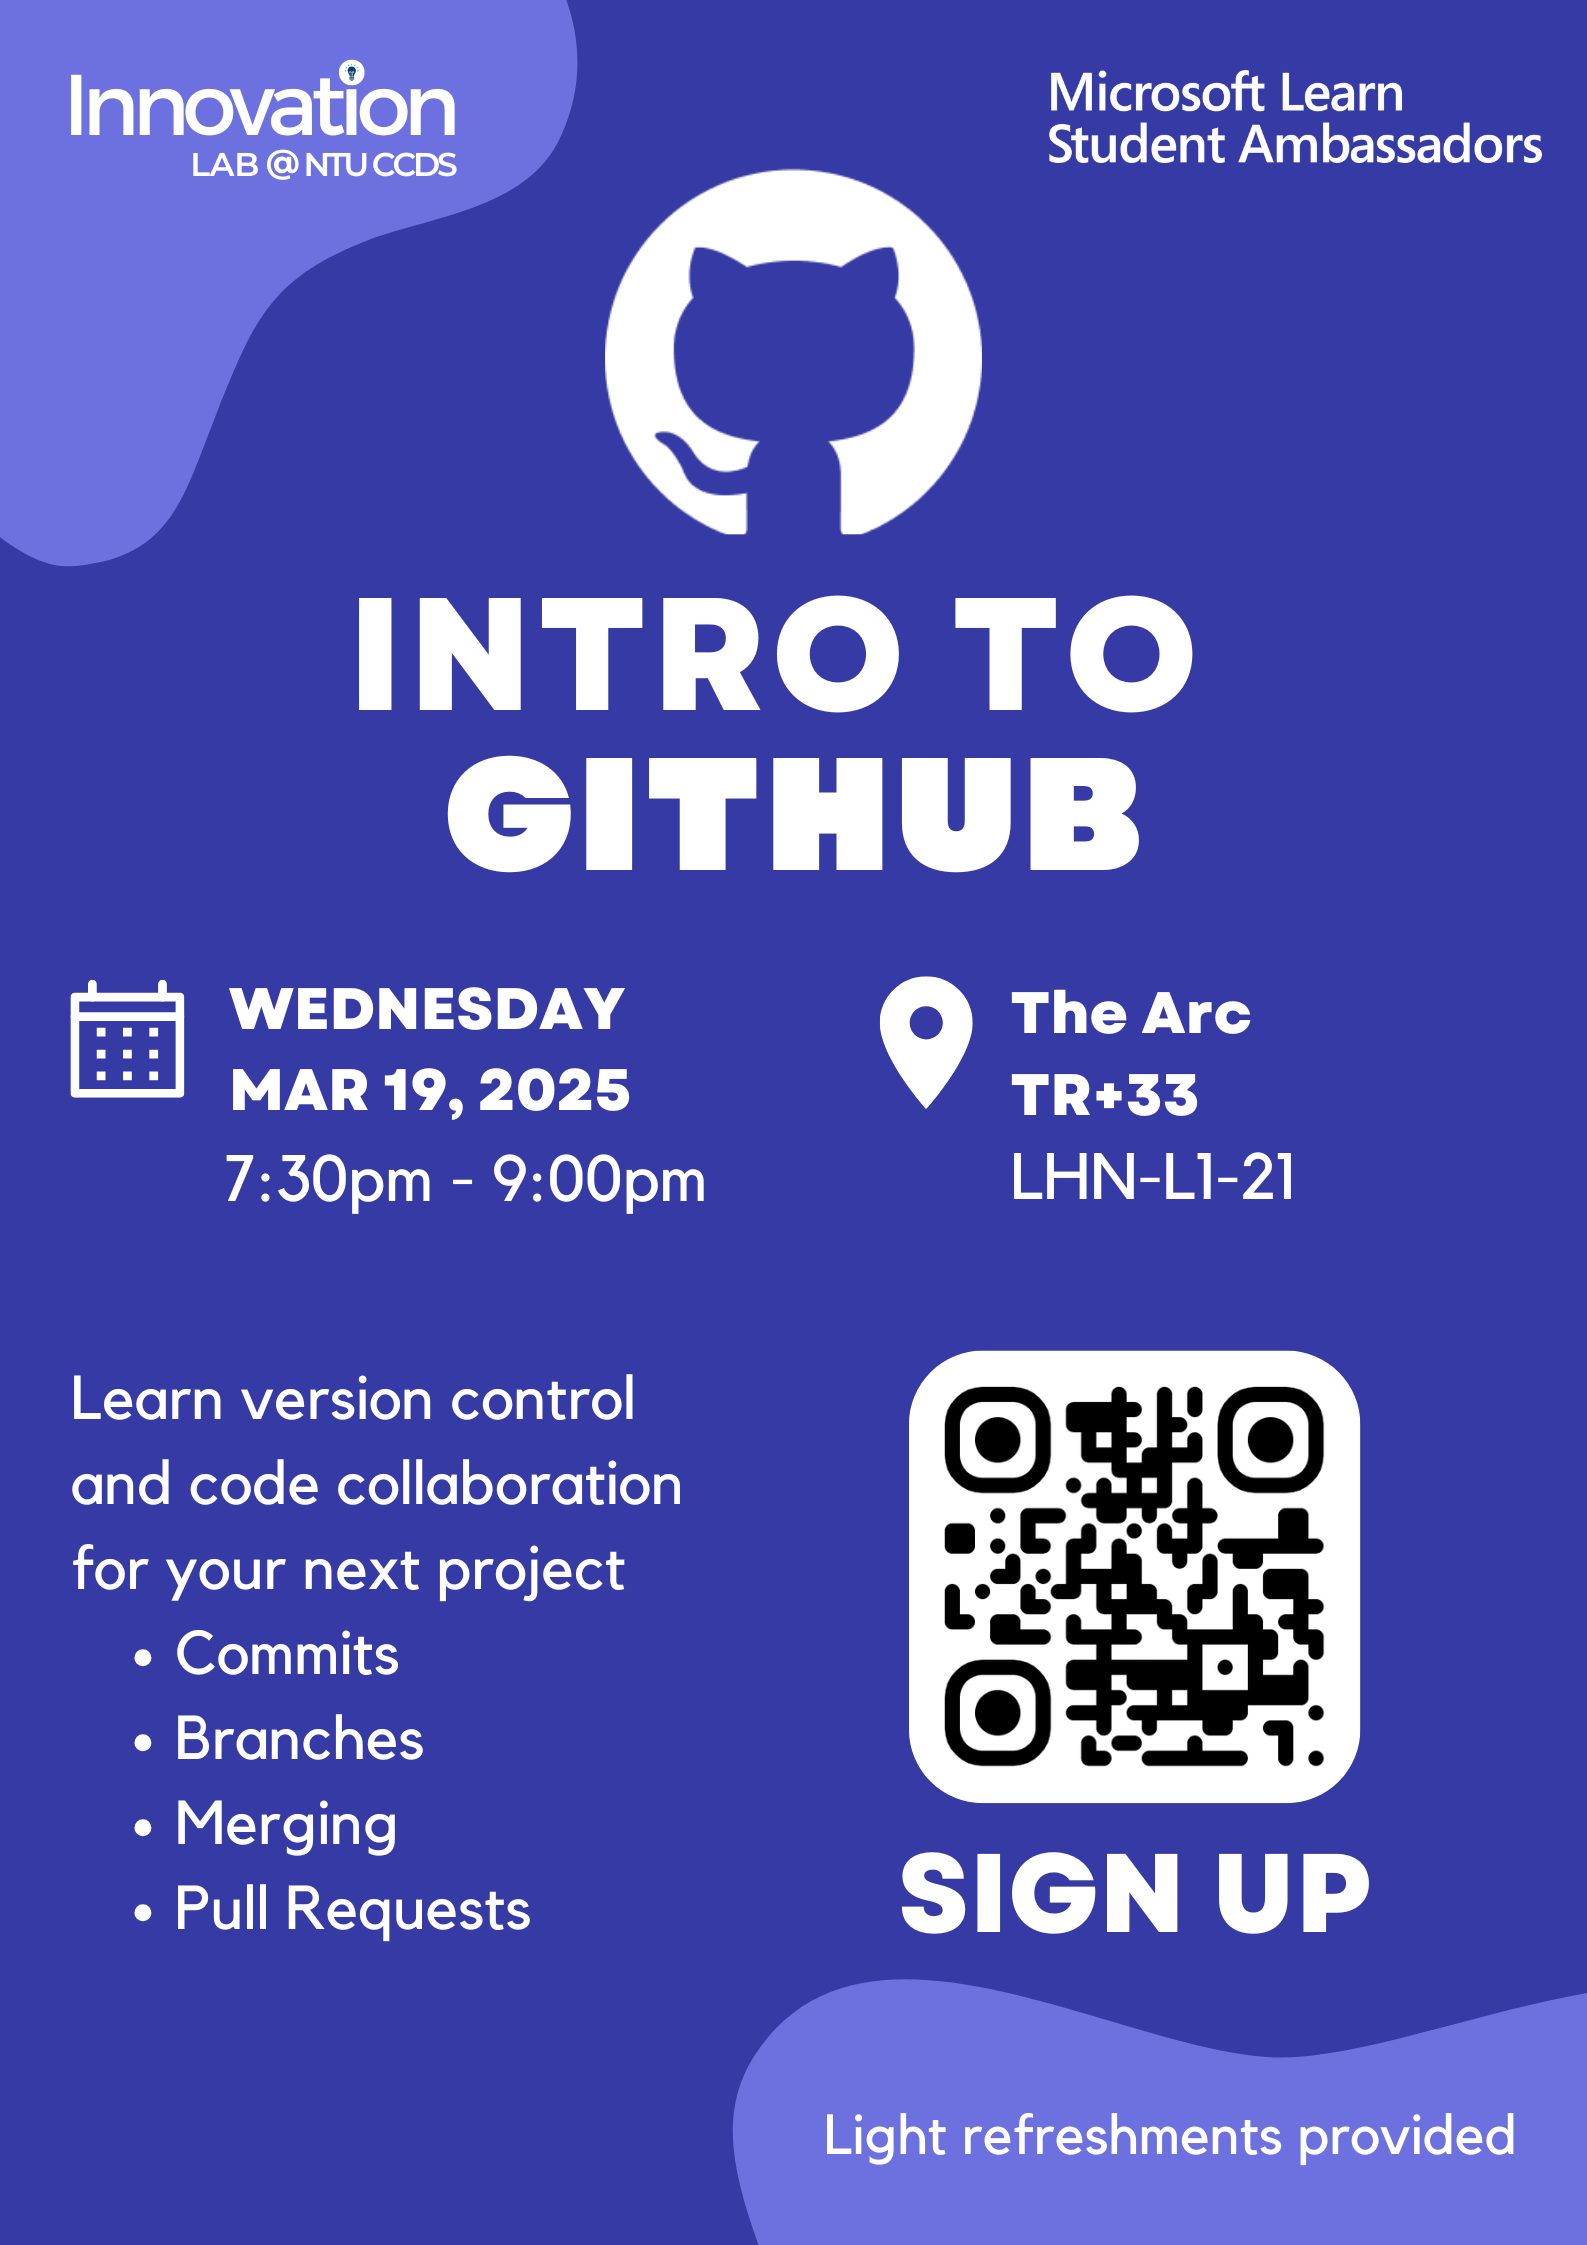 Innovation
LAB @ NTU CCDS
Microsoft Learn
Student Ambassadors
INTRO TO
GITHUB
WEDNESDAY
MAR 19, 2025
7:30pm - 9:00pm
The Arc
TR+33
LHN-L1-21
Learn version control
and code collaboration
for your next project
• Commits
• Branches
• Merging
• Pull Requests
SIGN UP
Light refreshments provided